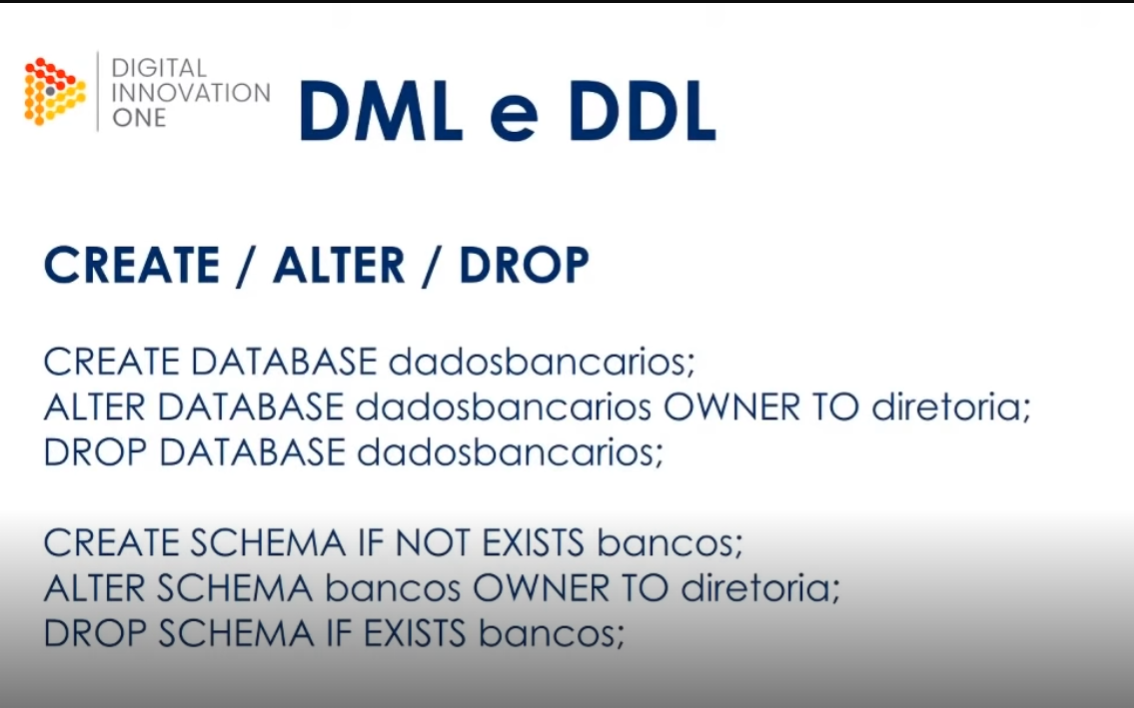 DIGITAL
INNOVATION
ONE
DML e DDL
CREATE / ALTER / DROP
CREATE DATABASE dadosbancarios;
ALTER DATABASE dadosbancarios OWNER TO diretoria;
DROP DATABASE dadosbancarios;
CREATE SCHEMA IF NOT EXISTS bancos;
ALTER SCHEMA bancos OWNER TO diretoria;
DROP SCHEMA IF EXISTS bancos;